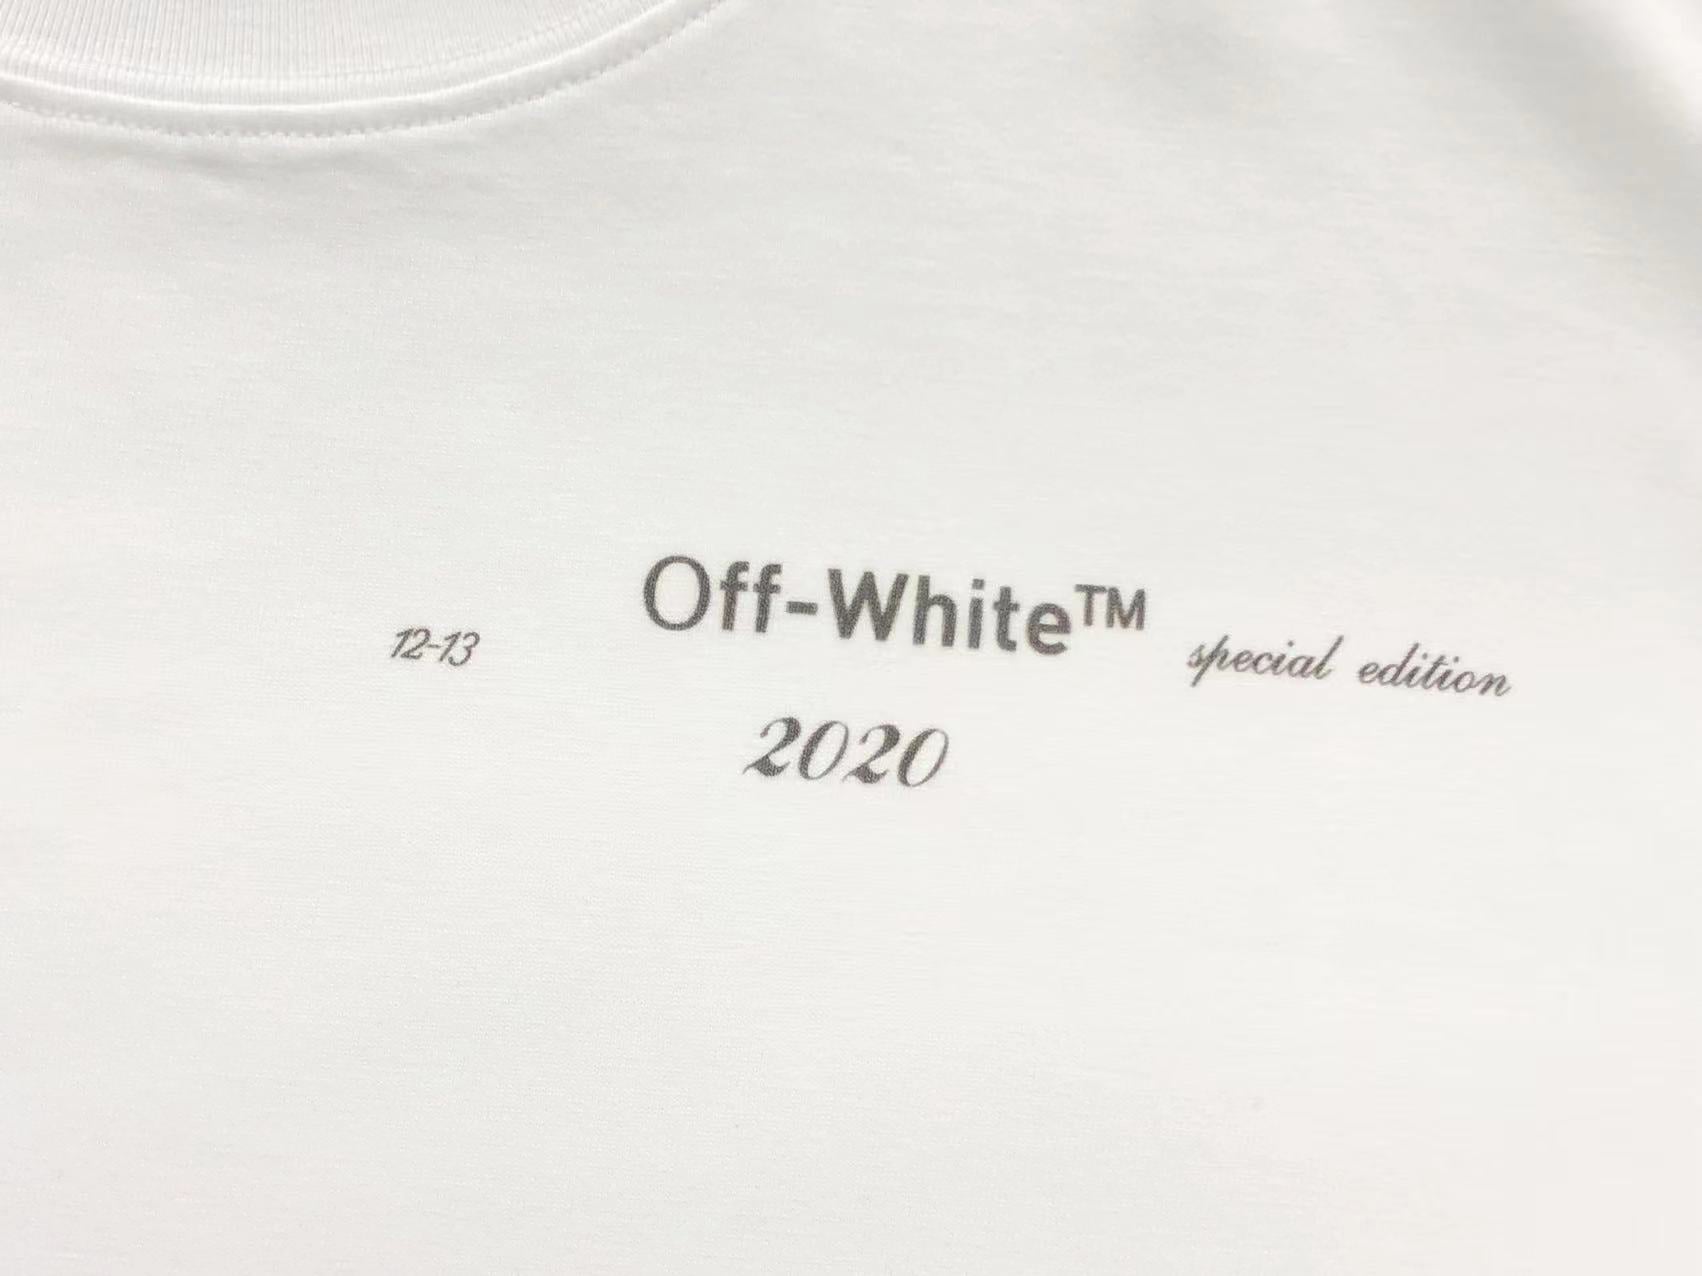 Off-White™
12-13 special edition
2020